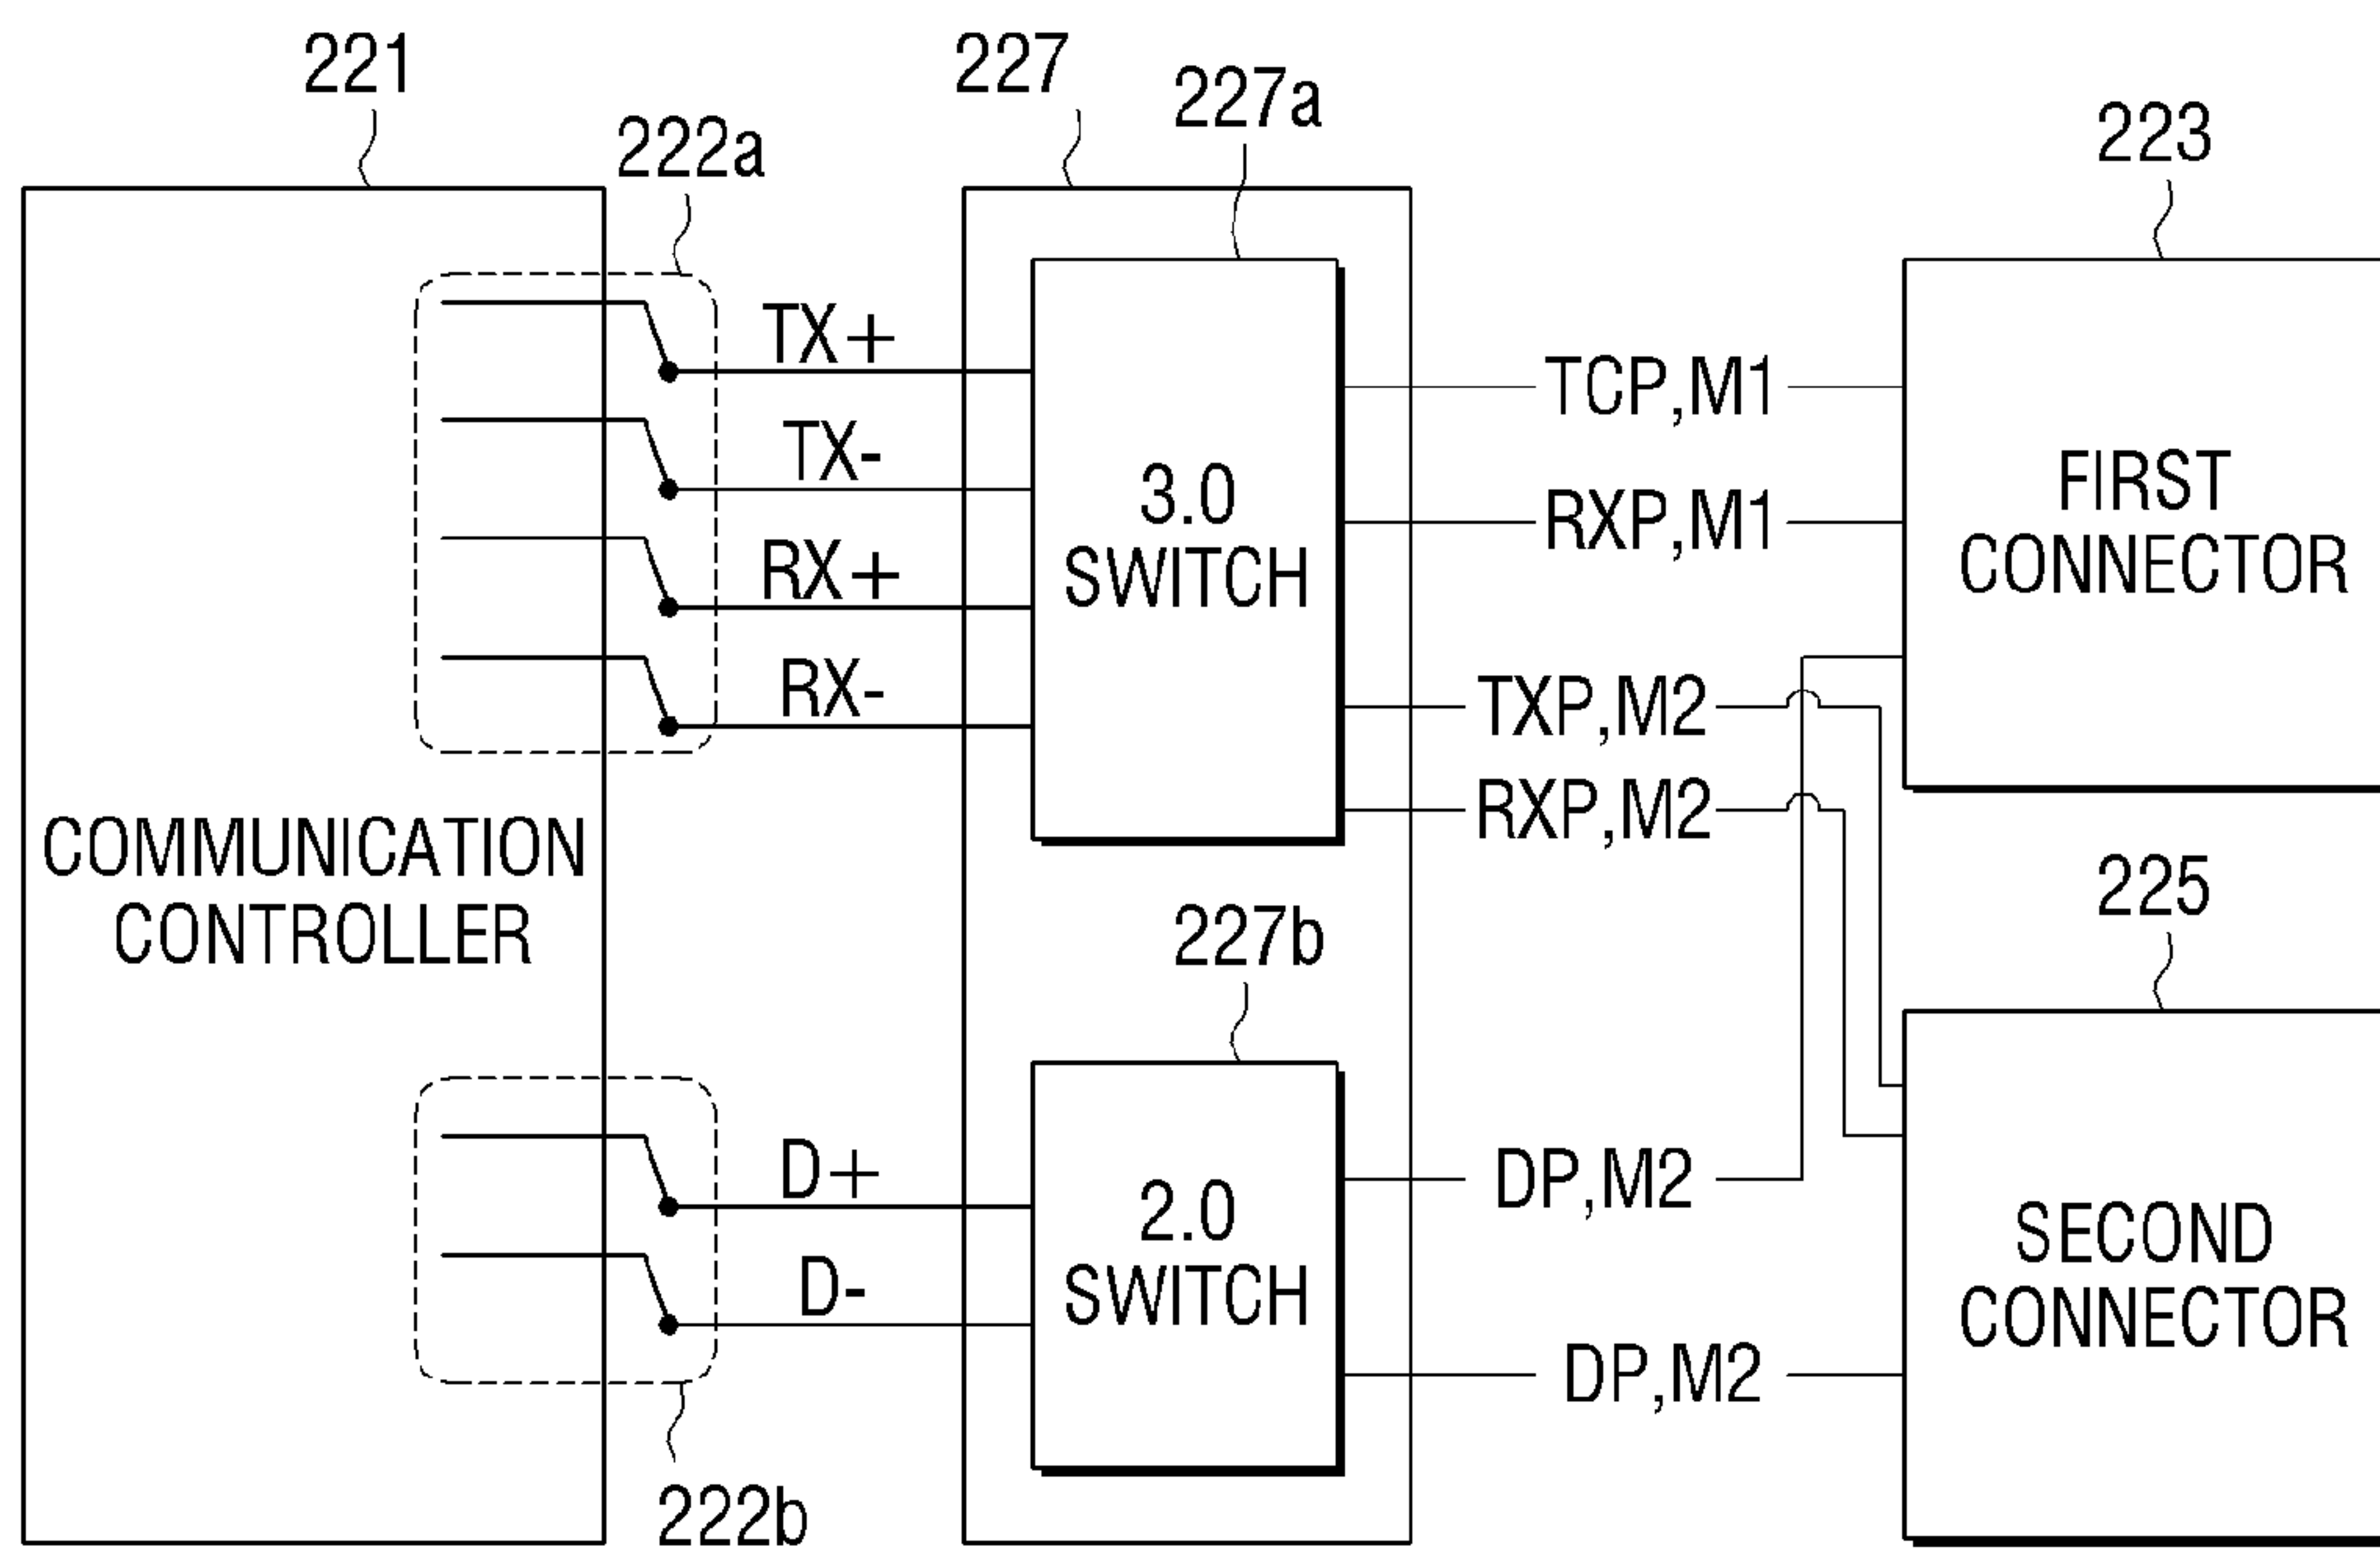 221
227
227a
223
222a
TX+
TX-
RX+
RX-
3.0
SWITCH
TCP,M1
RXP,M1
TXP,M2
RXP,M2
FIRST
CONNECTOR
COMMUNICATION
CONTROLLER
225
227b
D+
D-
2.0
SWITCH
DP,M2
DP,M2
SECOND
CONNECTOR
222b